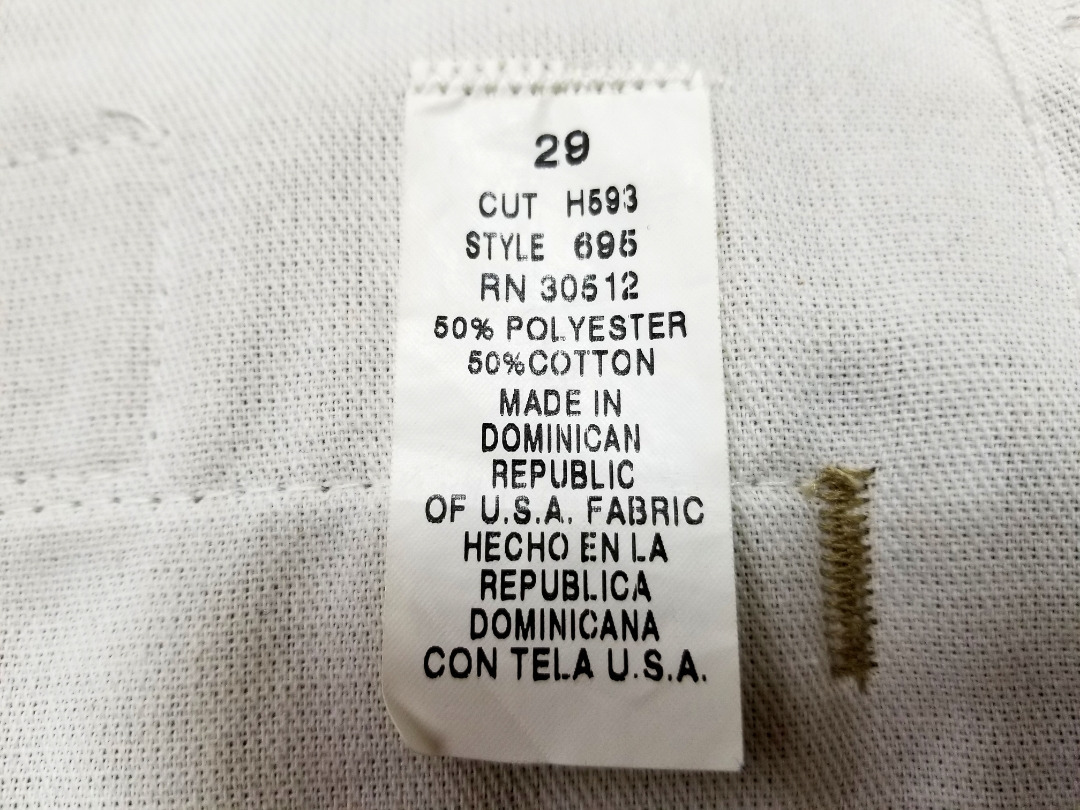 29
CUT H593
STYLE 695
RN 30512
50% POLYESTER
50%COTTON
MADE IN
DOMINICAN
REPUBLIC
OF U.S.A. FABRIC
HECHO EN LA
REPUBLICA
DOMINICANA
CON TELA U.S.A.